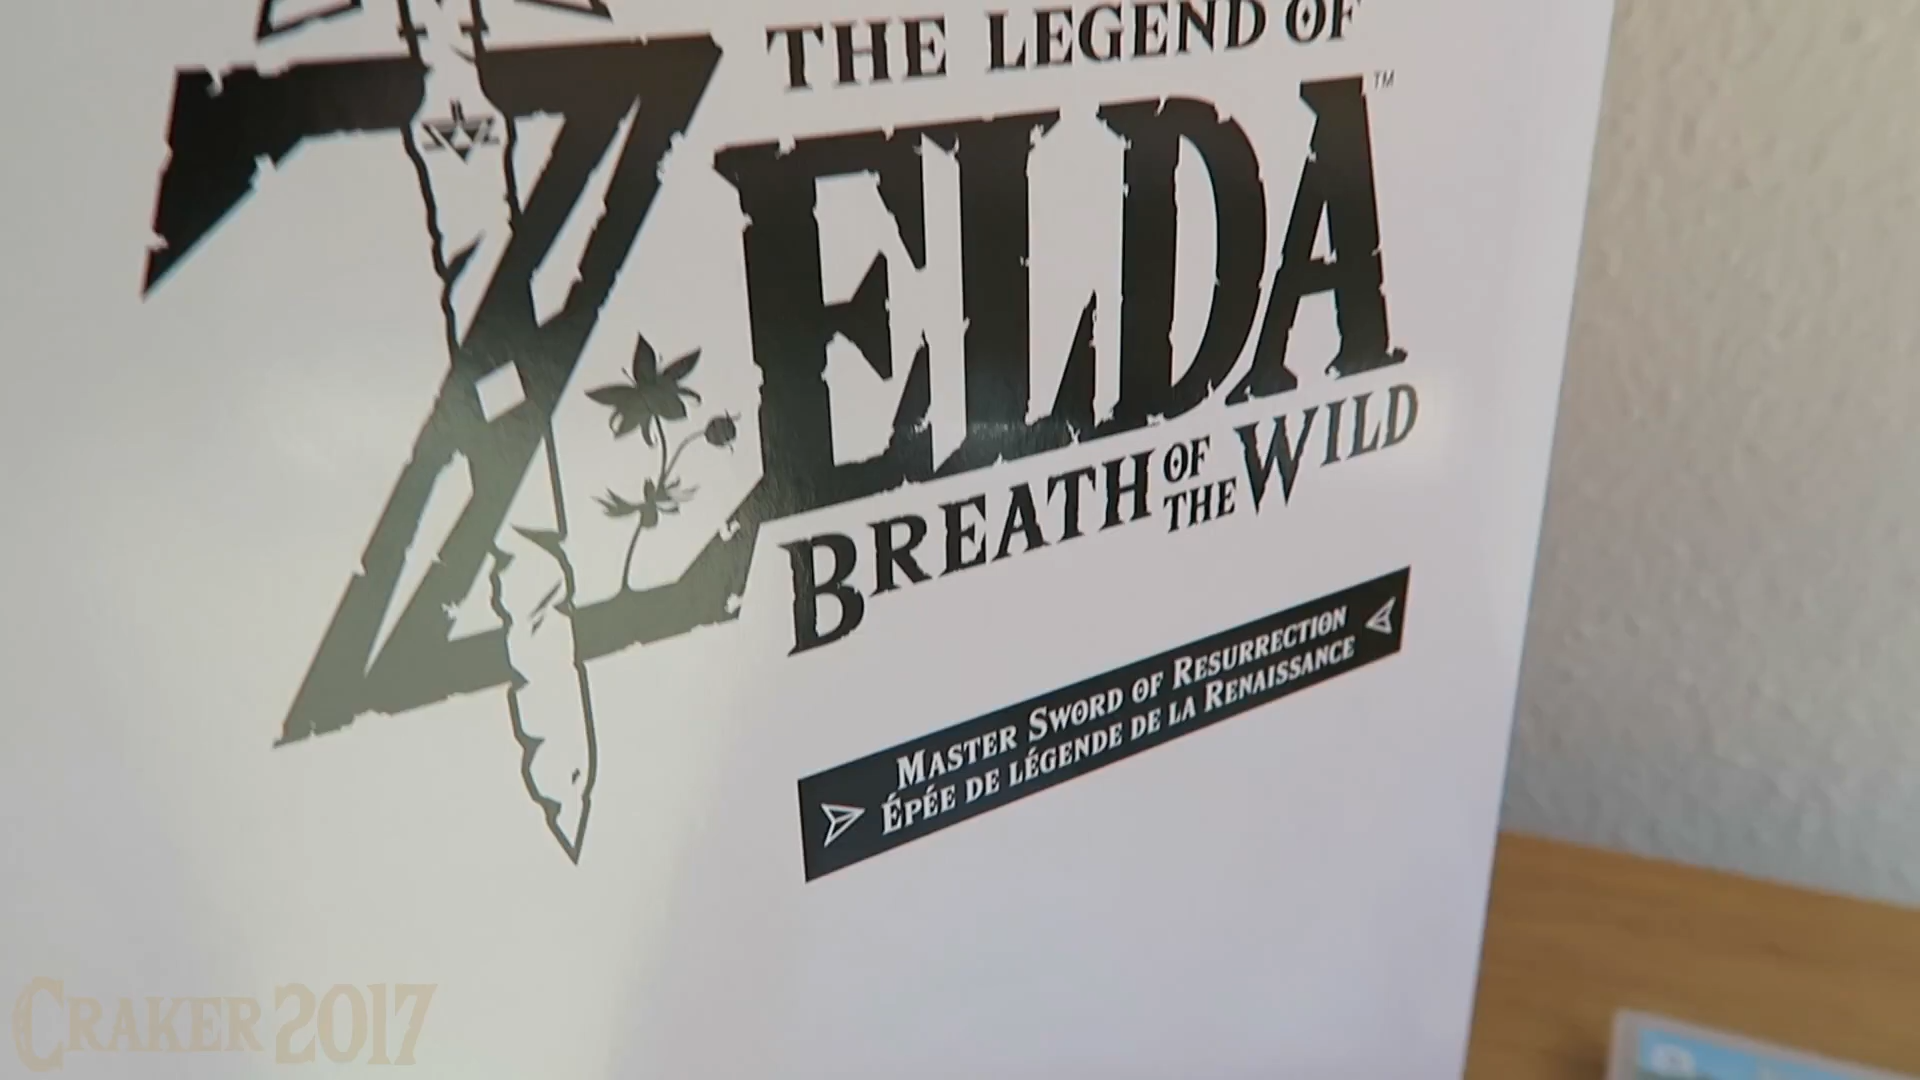 THE LEGEND OF
ZELDA™
BREATH OF THE WILD
MASTER SWORD OF RESURRECTION
ÉPÉE DE LÉGENDE DE LA RENAISSANCE
CRAKER 2017